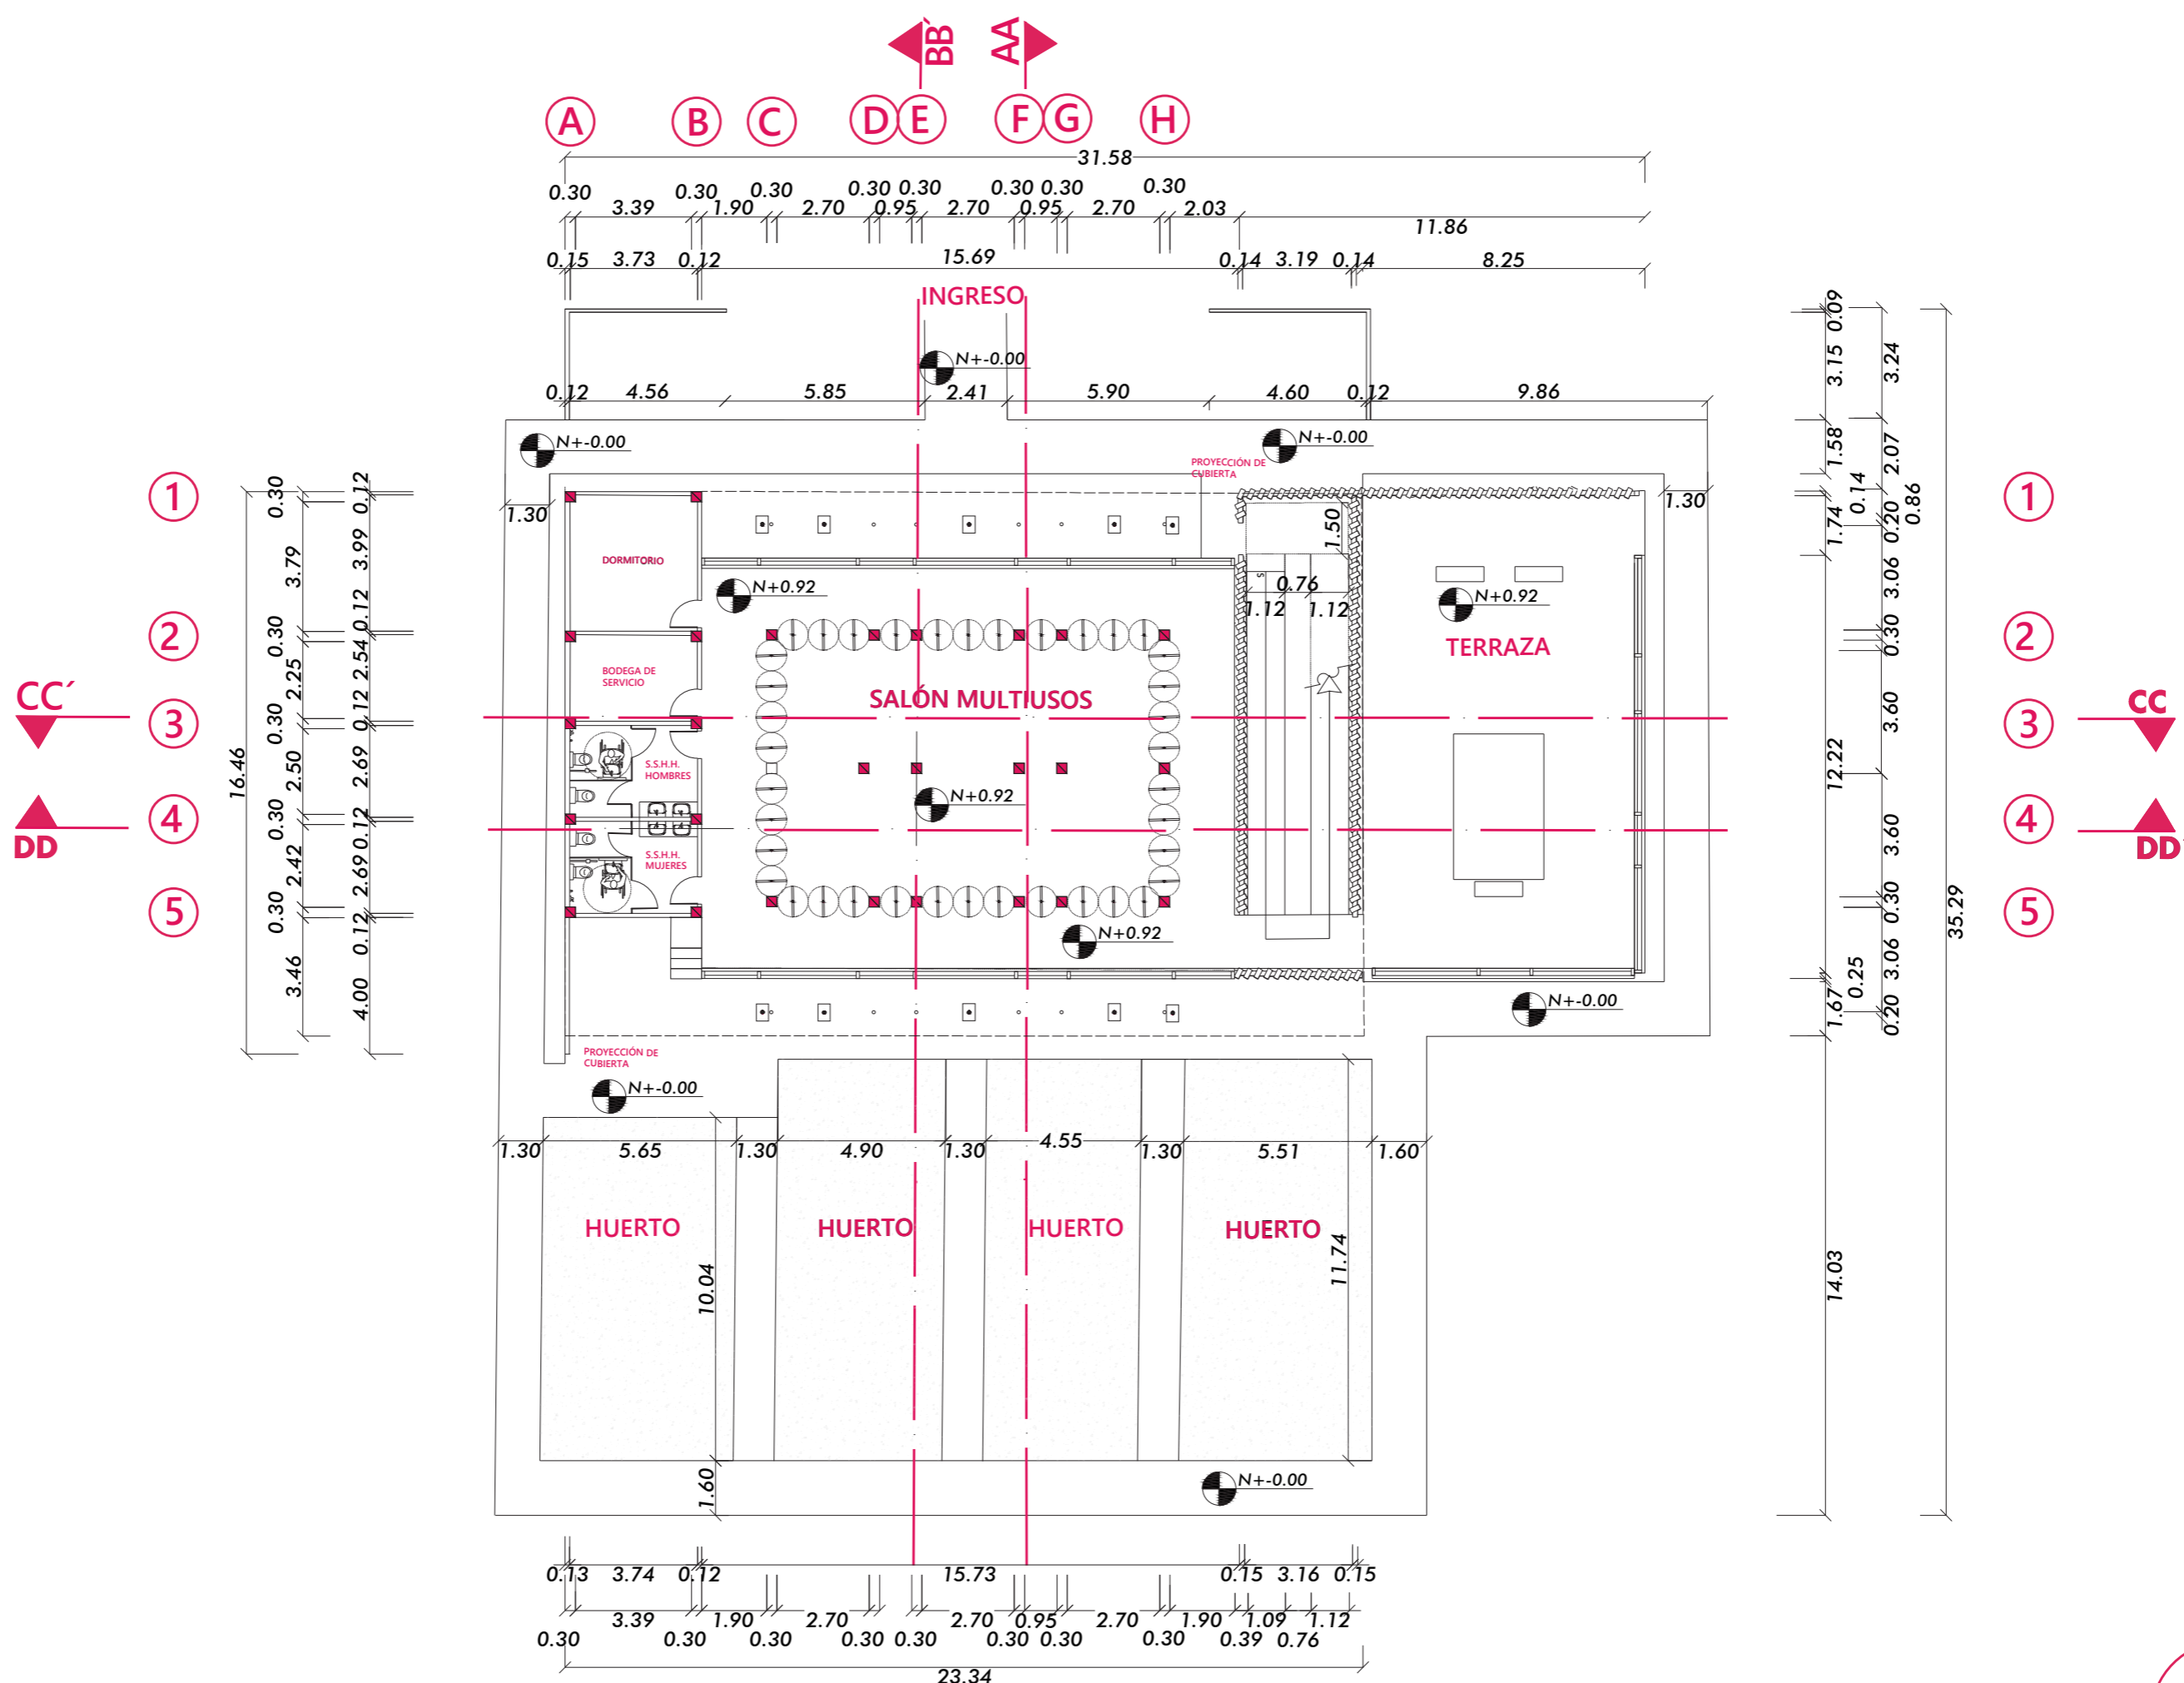 BB´ AA
A B C D E F G H
31.58
0.30 0.30 0.30 0.30 0.30 0.30 0.30 0.30
3.39 1.90 2.70 0.95 2.70 0.95 2.70 2.03 11.86
0.15 3.73 0.12 15.69 0.14 3.19 0.14 8.25
INGRESO
N+-0.00
0.12 4.56 5.85 2.41 5.90 4.60 0.12 9.86
N+-0.00
N+-0.00
PROYECCIÓN DE
CUBIERTA
1.30
1.30
1.50
DORMITORIO
N+0.92
0.76
1.12 1.12
S
N+0.92
TERRAZA
BODEGA DE
SERVICIO
SALÓN MULTIUSOS
S.S.H.H.
HOMBRES
N+0.92
S.S.H.H.
MUJERES
N+0.92
N+-0.00
PROYECCIÓN DE
CUBIERTA
N+-0.00
1.30 5.65 1.30 4.90 1.30 4.55 1.30 5.51 1.60
HUERTO HUERTO HUERTO HUERTO
10.04
11.74
1.60
N+-0.00
1 2 3 4 5
CC´
DD
16.46
0.30 3.79 0.30 2.25 0.30 2.50 0.30 2.42 0.30 3.46
0.12 3.99 0.12 2.54 0.12 2.69 0.12 2.69 0.12 4.00
0.09 3.15 1.58 1.74 12.22 1.67 14.03
0.14 0.25
3.24 2.07 0.20 3.06 0.30 3.60 3.60 0.30 3.06 0.20
0.86
35.29
1 2 3 4 5
CC
DD
0.13 3.74 0.12 15.73 0.15 3.16 0.15
3.39 1.90 2.70 2.70 0.95 2.70 1.90 1.09 1.12
0.30 0.30 0.30 0.30 0.30 0.30 0.30 0.30 0.39 0.76
23.34